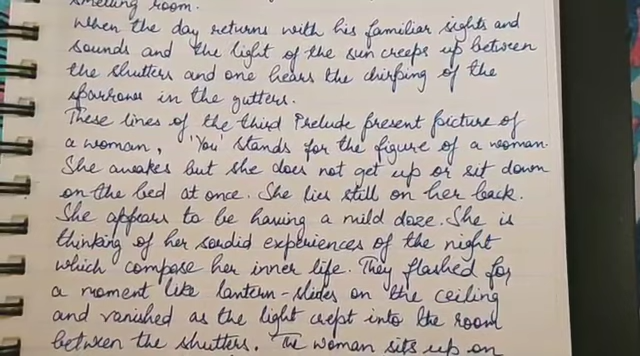 smelling room.
When the day returns with his familiar sights and
sounds and the light of the sun creeps up between
the shutters and one hears the chirping of the
sparrows in the gutters.
These lines of the third Prelude present picture of
a woman, 'You' stands for the figure of a woman.
She awakes but she does not get up or sit down
on the bed at once. She lies still on her back.
She appears to be having a mild doze. She is
thinking of her sordid experiences of the night
which compose her inner life. They flashed for
a moment like lantern-slides on the ceiling
and vanished as the light crept into the room
between the shutters. The woman sits up on